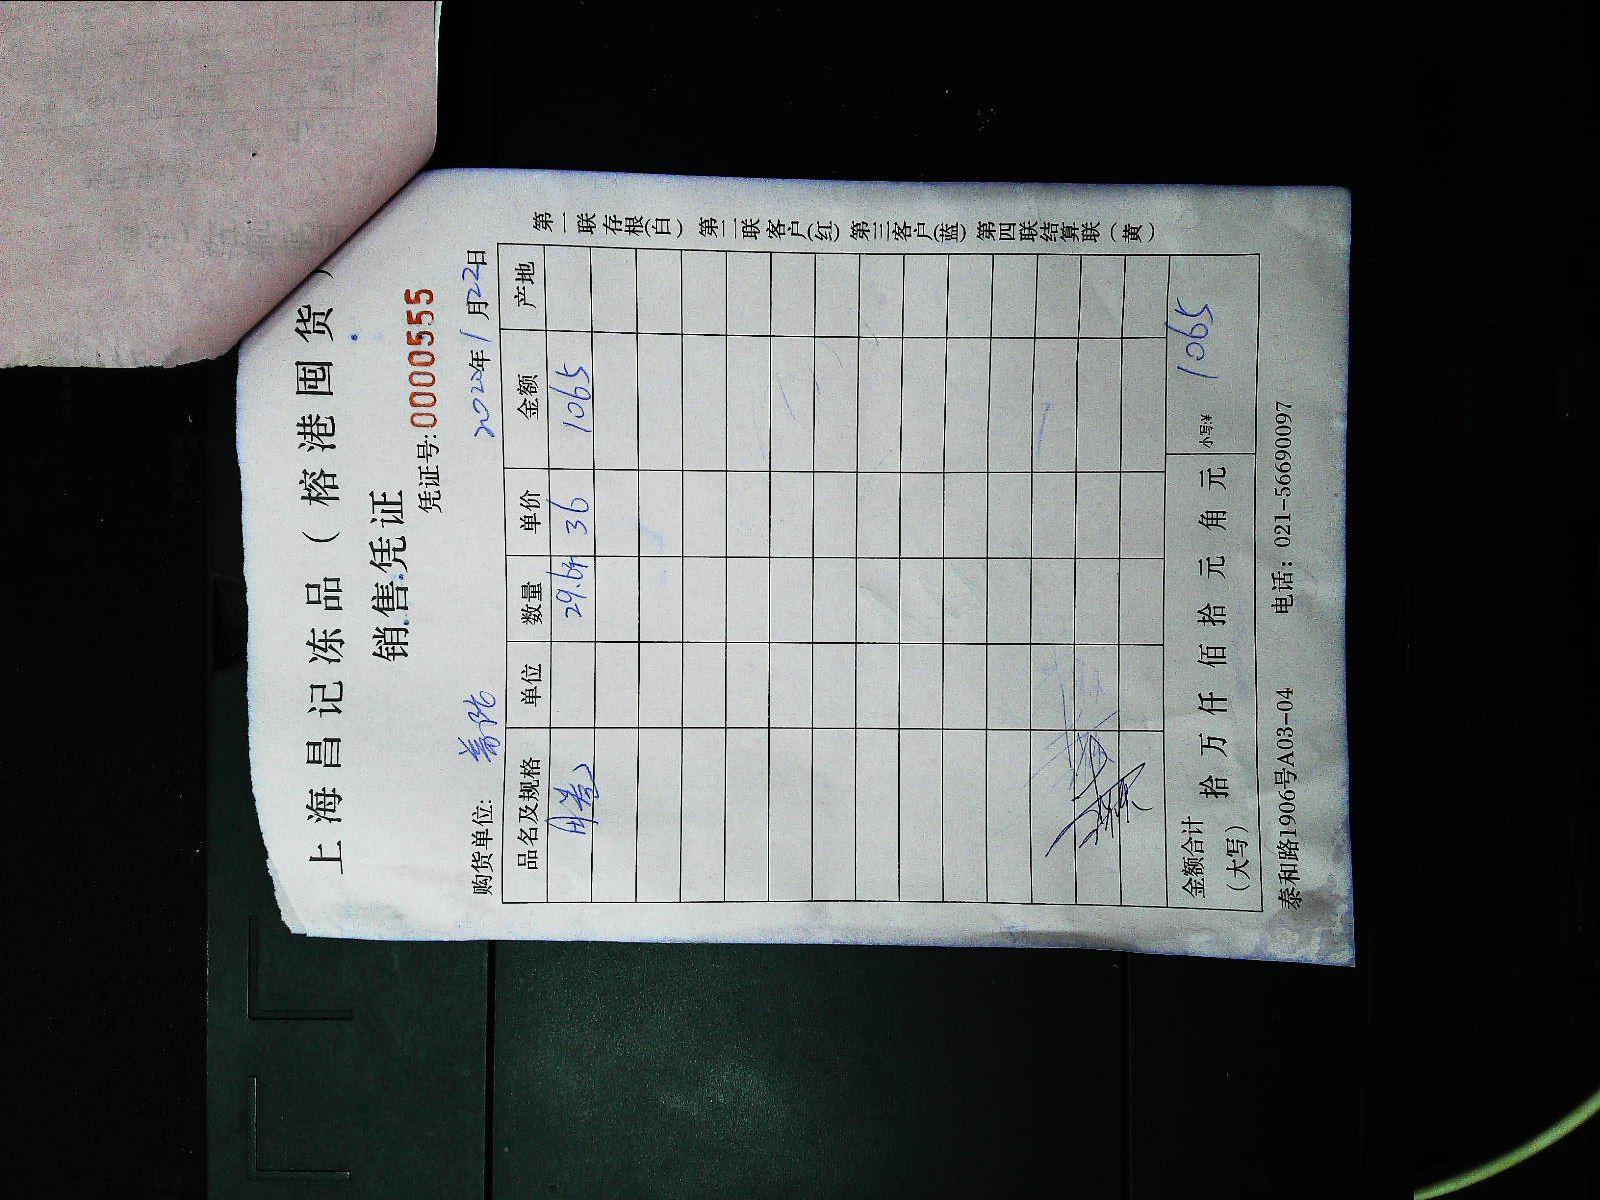 上海昌记冻品（榕港囤货）
销售凭证
凭证号:0000555
购货单位: 2020年1月22日
品名及规格 单位 数量 单价 金额 产地
29.6斤 36 1065
金额合计（大写） 拾 万 仟 佰 拾 元 角 元 小写¥ 1065
泰和路1906号A03-04 电话：021-56690097
第一联存根(白) 第二联客户(红) 第三客户(蓝) 第四联结算联（黄）